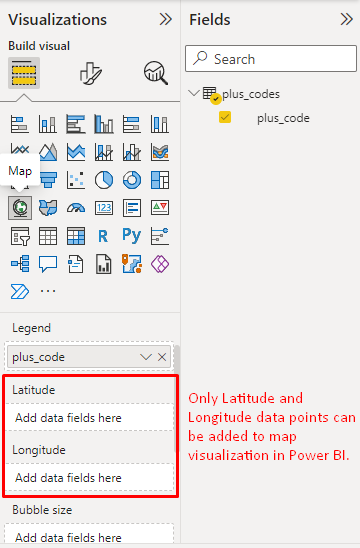 Visualizations
Fields
Build visual
Search
plus_codes
plus_code
Map
123
R
Py
Legend
plus_code
Latitude
Add data fields here
Longitude
Add data fields here
Bubble size
Add data fields here
Only Latitude and
Longitude data points can
be added to map
visualization in Power BI.